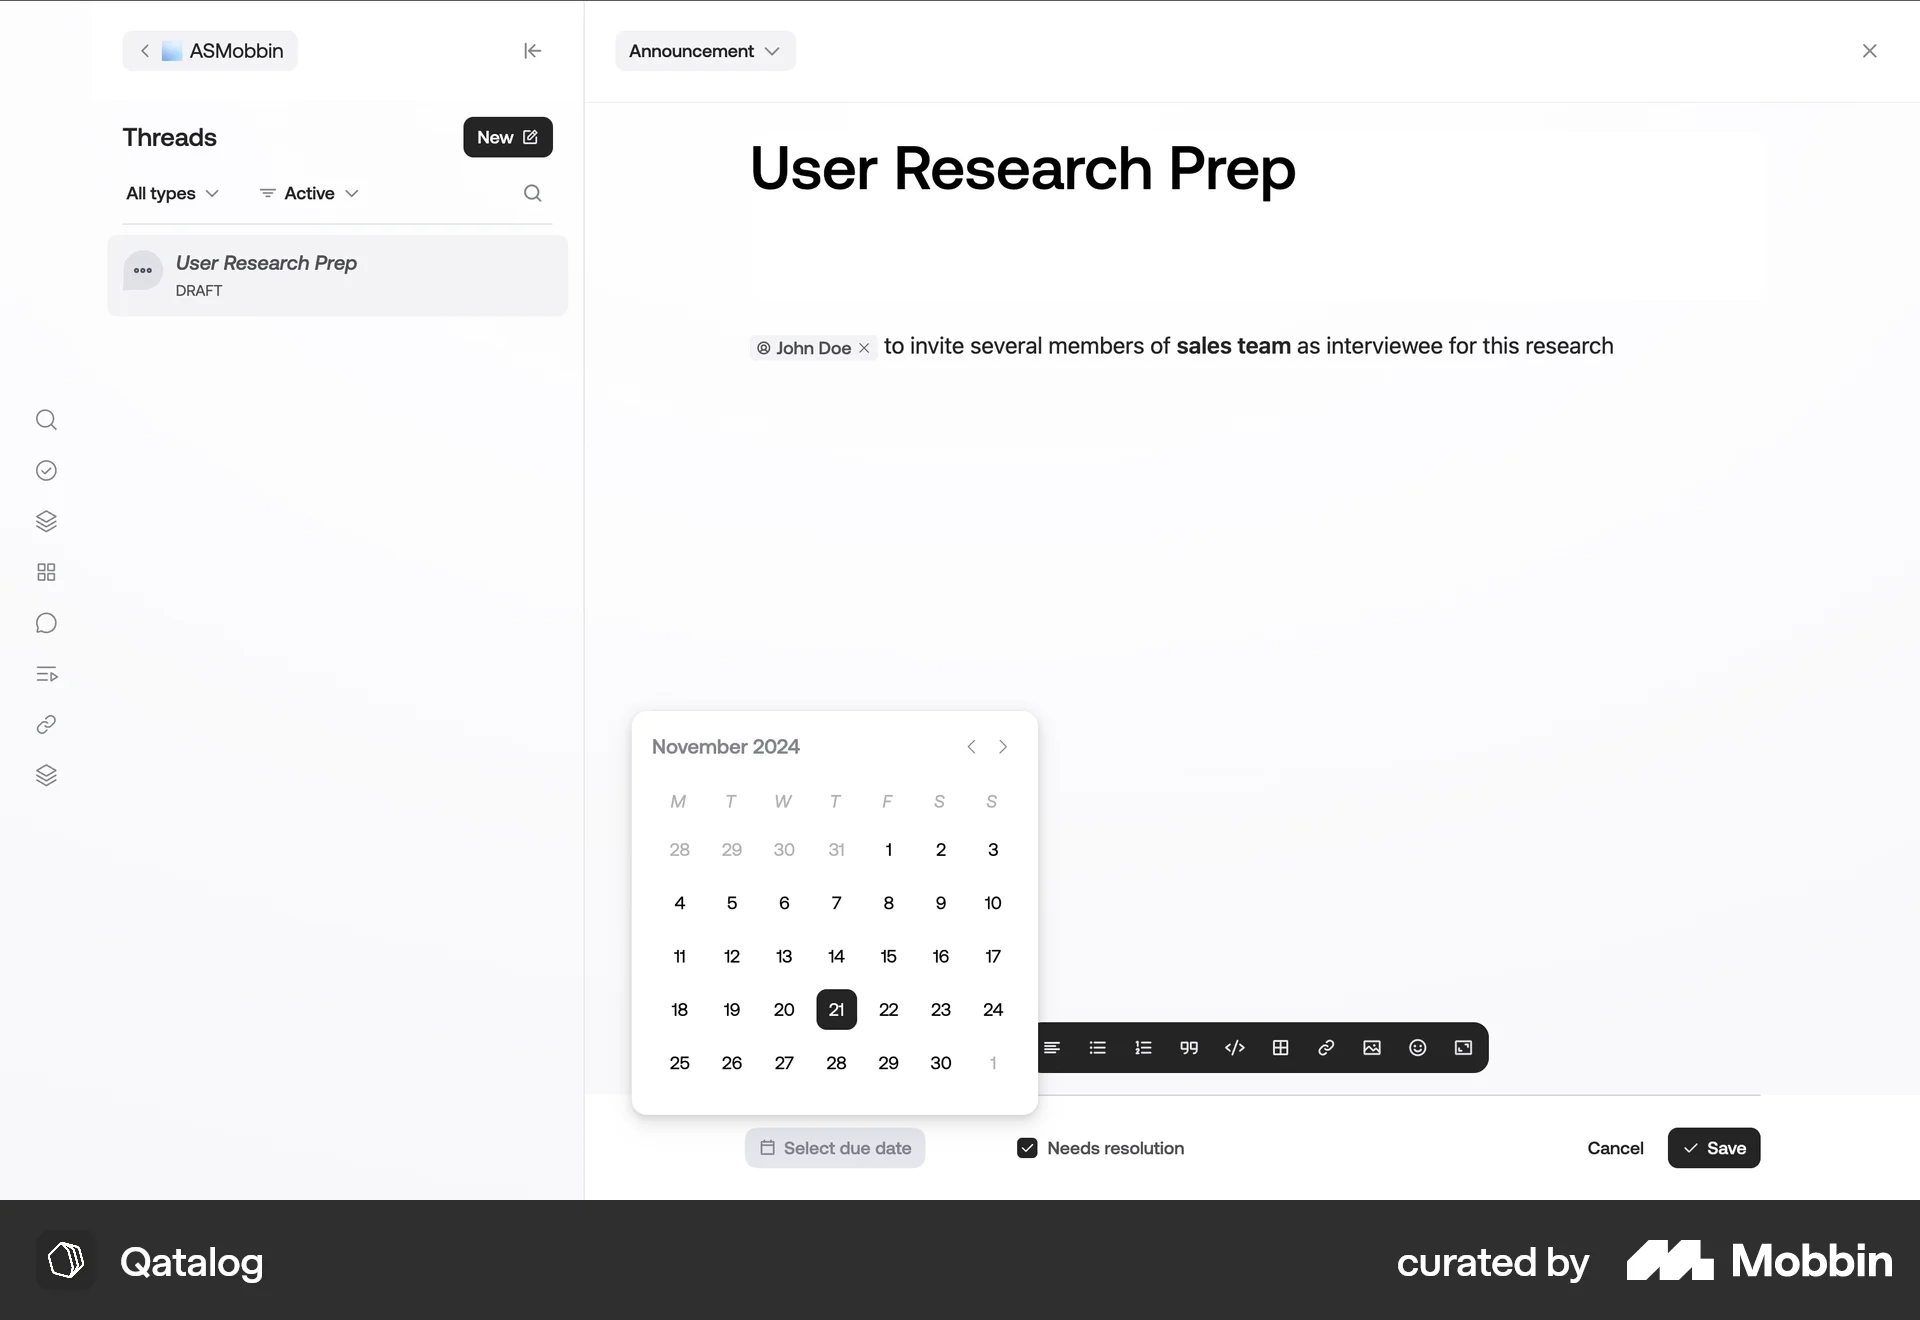 ASMobbin
Threads
New
All types
Active
User Research Prep
DRAFT
Announcement
User Research Prep
John Doe to invite several members of sales team as interviewee for this research
November 2024
M T W T F S S
28 29 30 31 1 2 3
4 5 6 7 8 9 10
11 12 13 14 15 16 17
18 19 20 21 22 23 24
25 26 27 28 29 30 1
Select due date
Needs resolution
Cancel
Save
Qatalog
curated by Mobbin